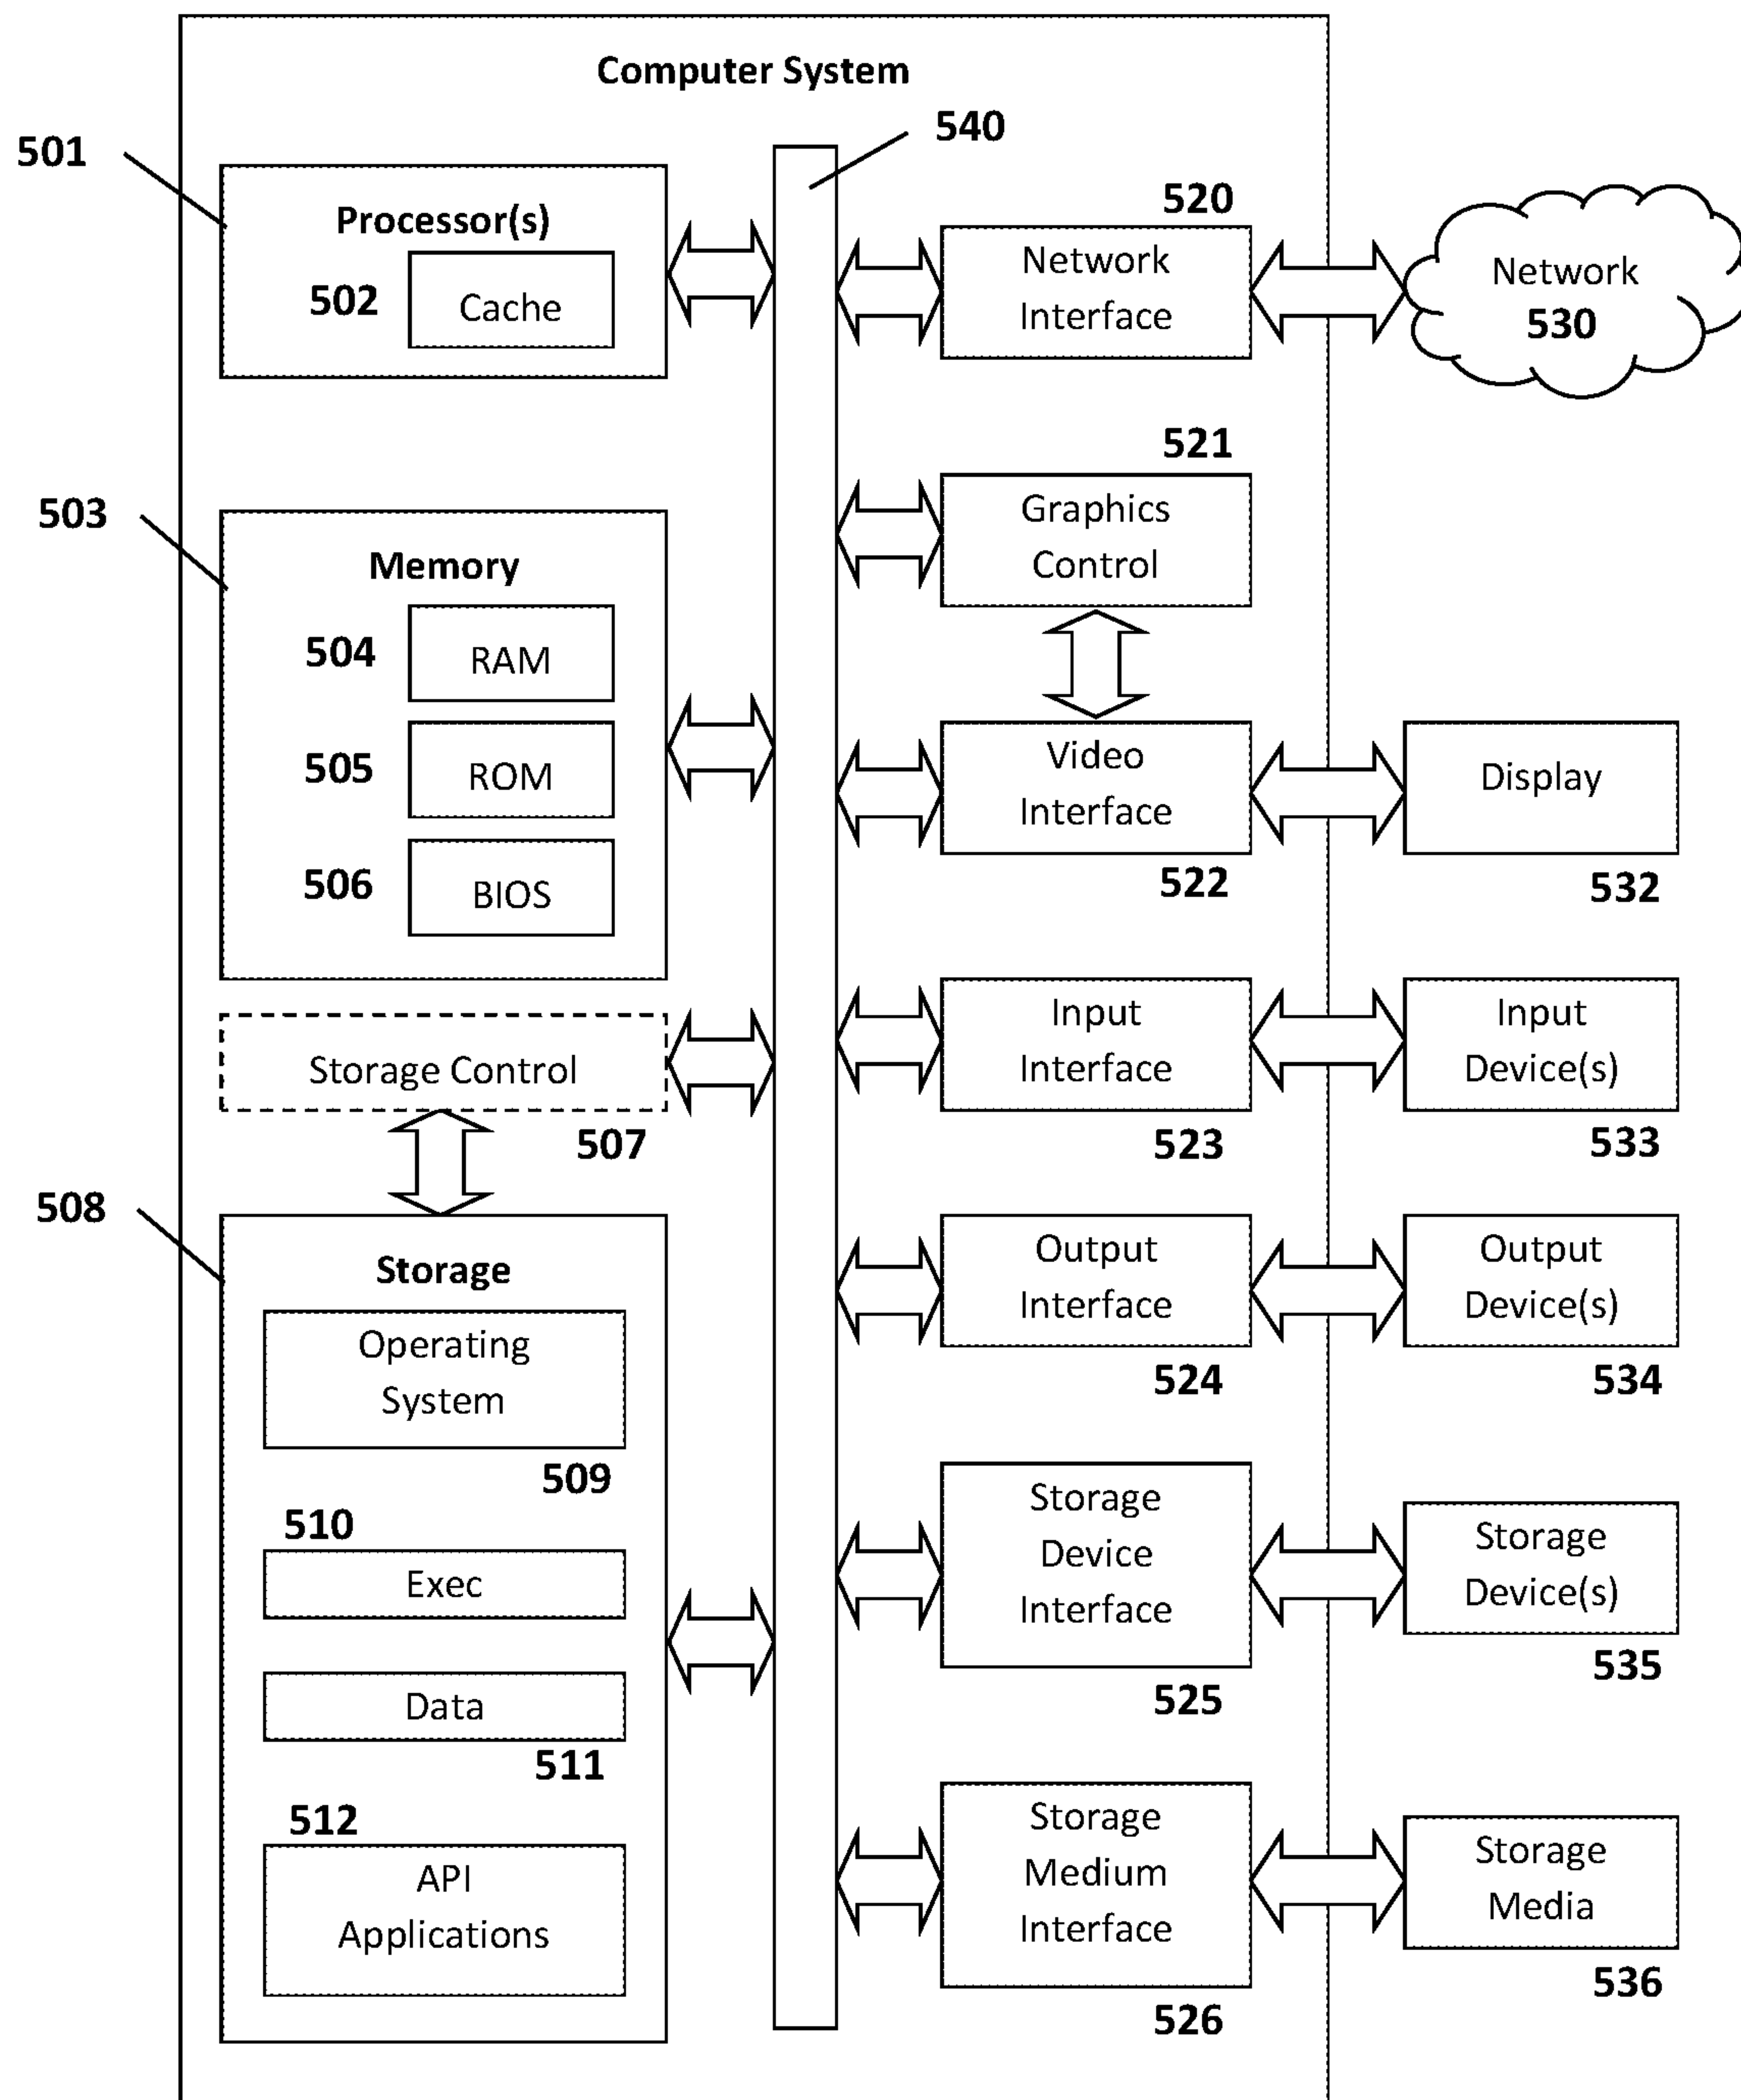 Computer System
540
501
Processor(s)
502
Cache
520
Network
Interface
Network
530
521
Graphics
Control
503
Memory
504
RAM
505
ROM
506
BIOS
Video
Interface
522
Display
532
Storage Control
507
Input
Interface
523
Input
Device(s)
533
508
Storage
Operating
System
509
510
Exec
Data
511
512
API
Applications
Output
Interface
524
Output
Device(s)
534
Storage
Device
Interface
525
Storage
Device(s)
535
Storage
Medium
Interface
526
Storage
Media
536